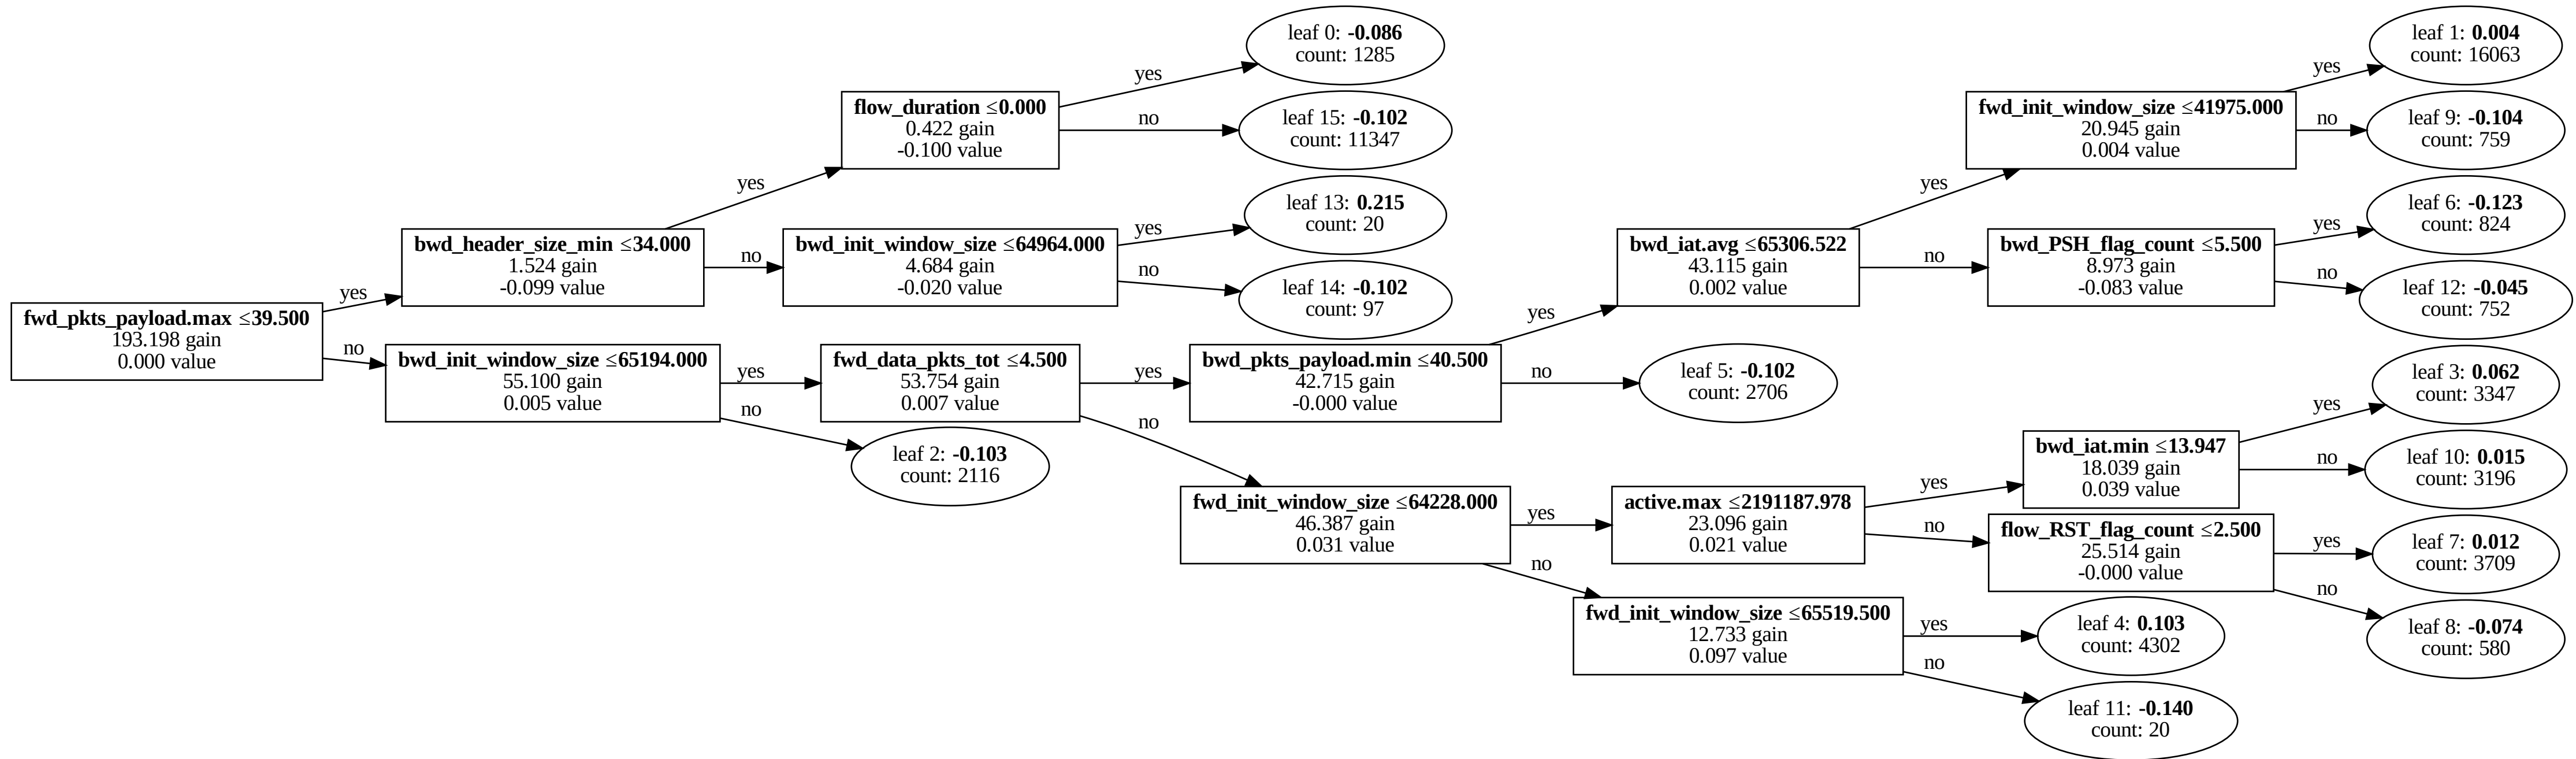 fwd_pkts_payload.max ≤39.500
193.198 gain
0.000 value
yes
no
bwd_header_size_min ≤34.000
1.524 gain
-0.099 value
yes
no
bwd_init_window_size ≤65194.000
55.100 gain
0.005 value
yes
no
flow_duration ≤0.000
0.422 gain
-0.100 value
yes
no
bwd_init_window_size ≤64964.000
4.684 gain
-0.020 value
yes
no
fwd_data_pkts_tot ≤4.500
53.754 gain
0.007 value
yes
no
leaf 2: -0.103
count: 2116
leaf 0: -0.086
count: 1285
leaf 15: -0.102
count: 11347
leaf 13: 0.215
count: 20
leaf 14: -0.102
count: 97
bwd_pkts_payload.min ≤40.500
42.715 gain
-0.000 value
yes
no
fwd_init_window_size ≤64228.000
46.387 gain
0.031 value
yes
no
bwd_iat.avg ≤65306.522
43.115 gain
0.002 value
yes
no
leaf 5: -0.102
count: 2706
active.max ≤2191187.978
23.096 gain
0.021 value
yes
no
fwd_init_window_size ≤65519.500
12.733 gain
0.097 value
yes
no
fwd_init_window_size ≤41975.000
20.945 gain
0.004 value
yes
no
bwd_PSH_flag_count ≤5.500
8.973 gain
-0.083 value
yes
no
bwd_iat.min ≤13.947
18.039 gain
0.039 value
yes
no
flow_RST_flag_count ≤2.500
25.514 gain
-0.000 value
yes
no
leaf 4: 0.103
count: 4302
leaf 11: -0.140
count: 20
leaf 1: 0.004
count: 16063
leaf 9: -0.104
count: 759
leaf 6: -0.123
count: 824
leaf 12: -0.045
count: 752
leaf 3: 0.062
count: 3347
leaf 10: 0.015
count: 3196
leaf 7: 0.012
count: 3709
leaf 8: -0.074
count: 580